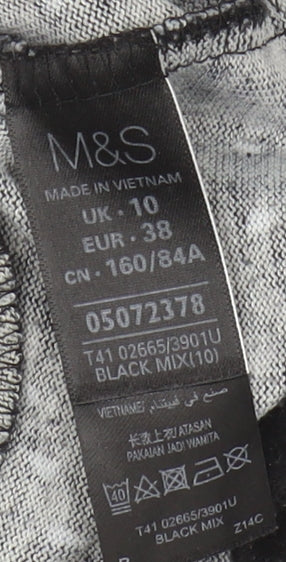 M&S
MADE IN VIETNAM
UK · 10
EUR · 38
CN · 160/84A
05072378
T41 02665/3901U
BLACK MIX(10)
VIETNAME/ صنع في فيتنام
长款上衣/ ATASAN
PAKAIAN JADI WANITA
40
T41 02665/3901U
BLACK MIX Z14C